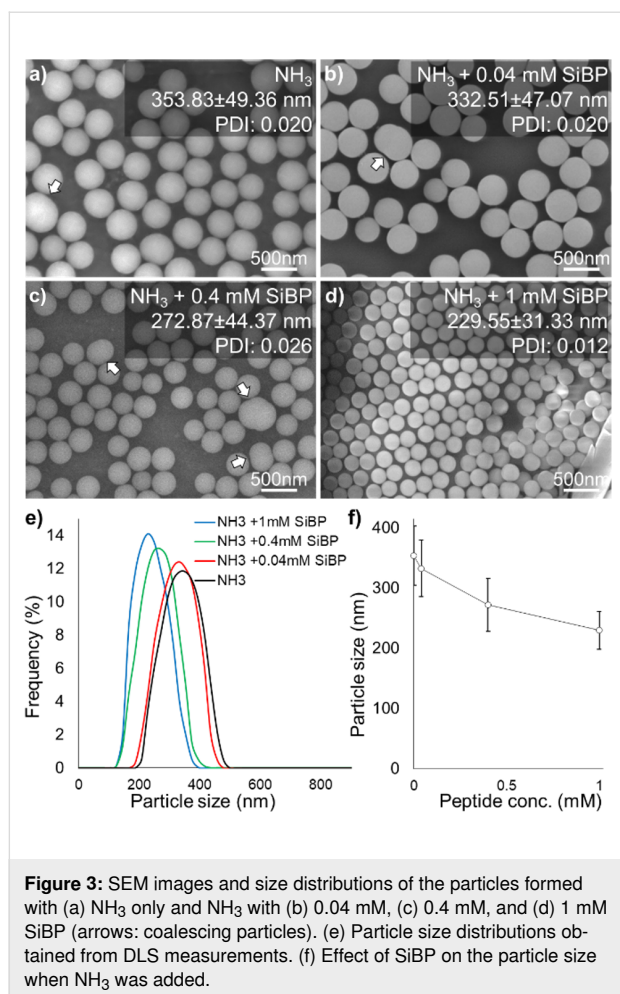 a)
NH₃
353.83±49.36 nm
PDI: 0.020
500nm
b)
NH₃ + 0.04 mM SiBP
332.51±47.07 nm
PDI: 0.020
500nm
c)
NH₃ + 0.4 mM SiBP
272.87±44.37 nm
PDI: 0.026
500nm
d)
NH₃ + 1 mM SiBP
229.55±31.33 nm
PDI: 0.012
500nm
e)
NH3 +1mM SiBP
NH3 +0.4mM SiBP
NH3 +0.04mM SiBP
NH3
14
12
10
8
6
4
2
0
Frequency (%)
0 200 400 600 800
Particle size (nm)
f)
400
300
200
100
0
Particle size (nm)
0 0.5 1
Peptide conc. (mM)
Figure 3: SEM images and size distributions of the particles formed
with (a) NH₃ only and NH₃ with (b) 0.04 mM, (c) 0.4 mM, and (d) 1 mM
SiBP (arrows: coalescing particles). (e) Particle size distributions ob-
tained from DLS measurements. (f) Effect of SiBP on the particle size
when NH₃ was added.